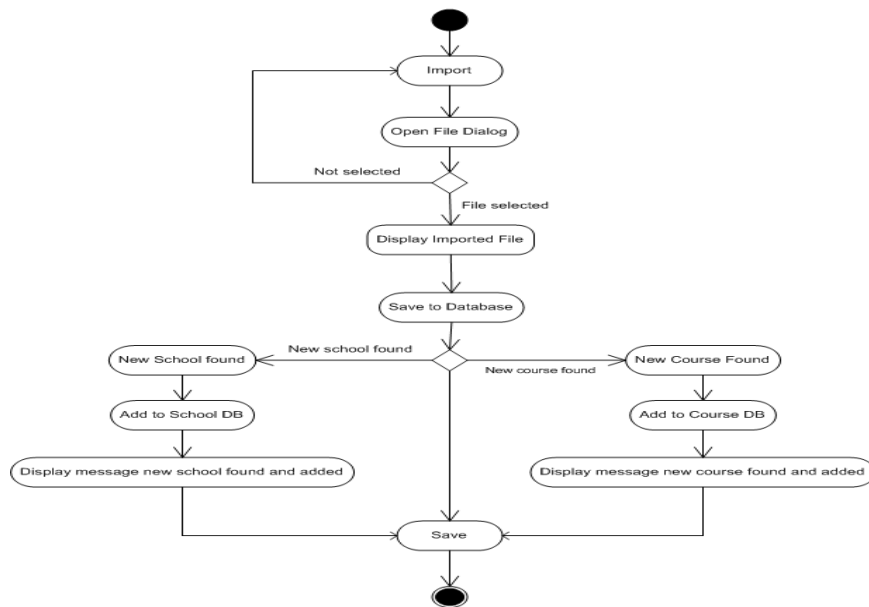 Import
Open File Dialog
Not selected
File selected
Display Imported File
Save to Database
New school found
New School found
New course found
New Course Found
Add to School DB
Add to Course DB
Display message new school found and added
Display message new course found and added
Save